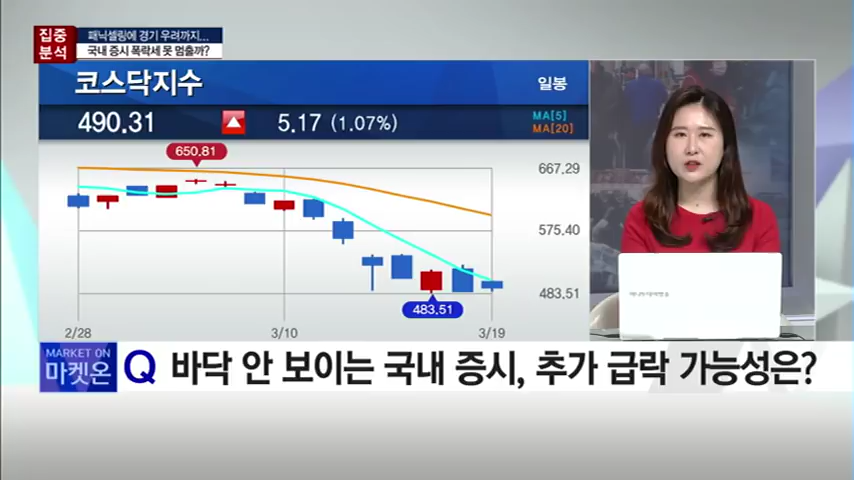 집중
분석
패닉셀링에 경기 우려까지...
국내 증시 폭락세 못 멈출까?
코스닥지수
일봉
490.31
5.17 (1.07%)
MA[5]
MA[20]
650.81
667.29
575.40
483.51
483.51
2/28
3/10
3/19
MARKET ON
마켓온
Q 바닥 안 보이는 국내 증시, 추가 급락 가능성은?